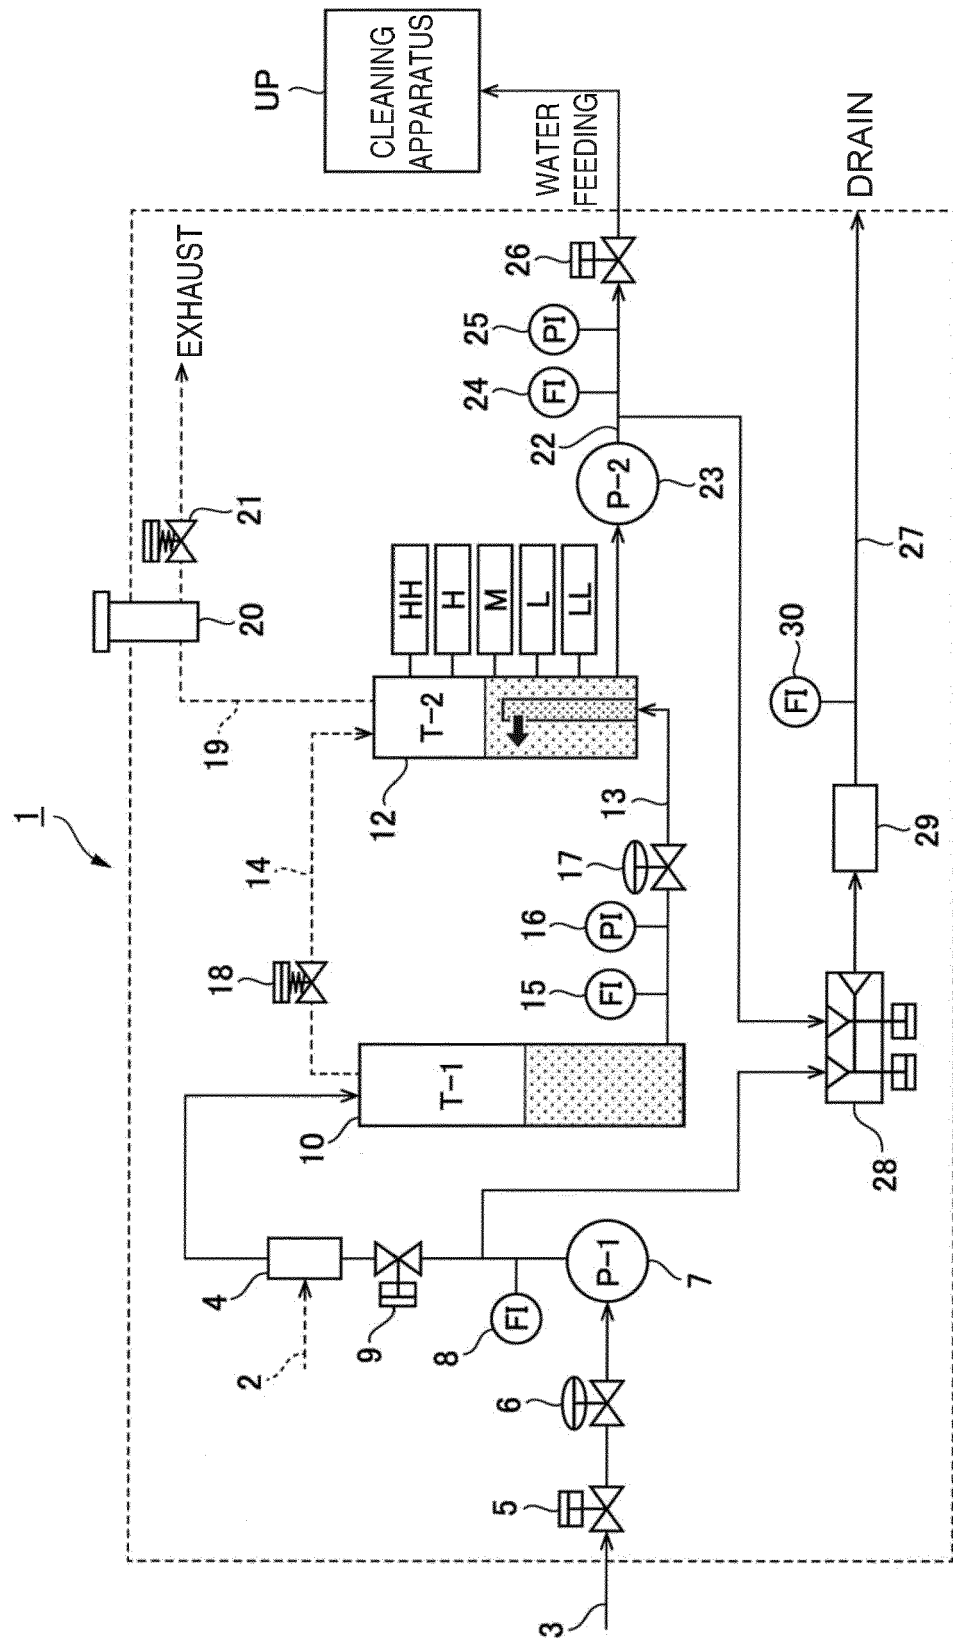 1
UP
CLEANING
APPARATUS
EXHAUST
WATER
FEEDING
DRAIN
20
21
19
HH
H
M
L
LL
T-2
12
14
18
26
25
PI
24
FI
22
P-2
23
13
17
16
PI
15
FI
T-1
10
4
2
9
8
FI
P-1
7
6
5
3
30
FI
27
29
28